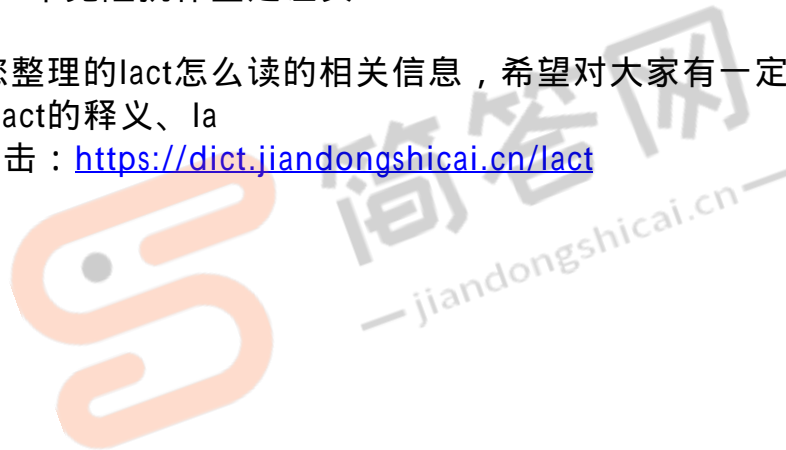 您整理的lact怎么读的相关信息，希望对大家有一定
act的释义、la
击：https://dict.jiandongshicai.cn/lact
简答网
jiandongshicai.cn